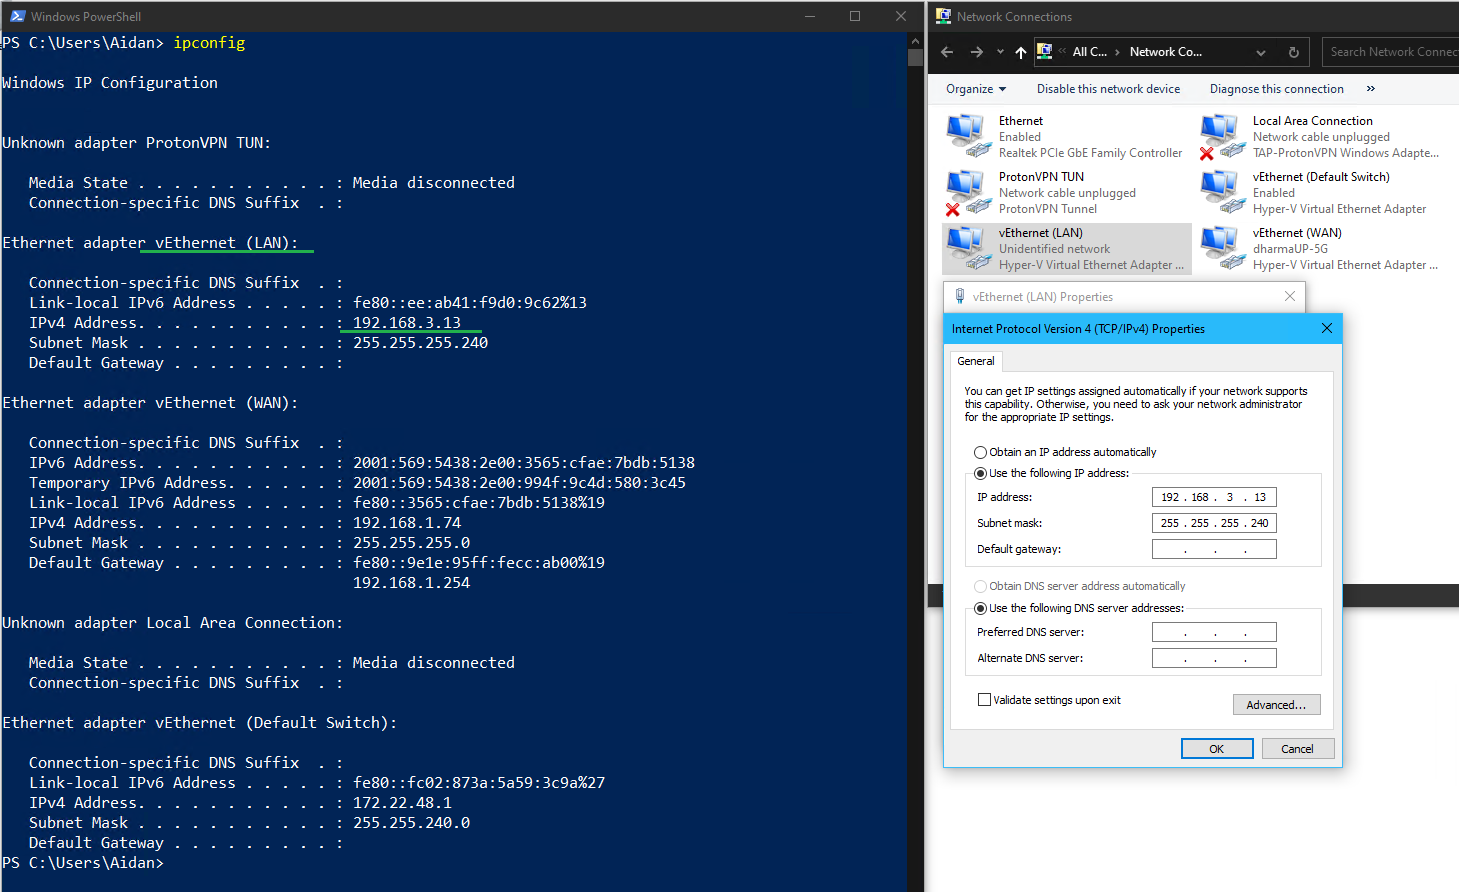 Windows PowerShell
PS C:\Users\Aidan> ipconfig
Windows IP Configuration
Unknown adapter ProtonVPN TUN:
Media State . . . . . . . . . . . : Media disconnected
Connection-specific DNS Suffix  . :
Ethernet adapter vEthernet (LAN):
Connection-specific DNS Suffix  . :
Link-local IPv6 Address . . . . . : fe80::ee:ab41:f9d0:9c62%13
IPv4 Address. . . . . . . . . . . : 192.168.3.13
Subnet Mask . . . . . . . . . . . : 255.255.255.240
Default Gateway . . . . . . . . . :
Ethernet adapter vEthernet (WAN):
Connection-specific DNS Suffix  . :
IPv6 Address. . . . . . . . . . . : 2001:569:5438:2e00:3565:cfae:7bdb:5138
Temporary IPv6 Address. . . . . . : 2001:569:5438:2e00:994f:9c4d:580:3c45
Link-local IPv6 Address . . . . . : fe80::3565:cfae:7bdb:5138%19
IPv4 Address. . . . . . . . . . . : 192.168.1.74
Subnet Mask . . . . . . . . . . . : 255.255.255.0
Default Gateway . . . . . . . . . : fe80::9e1e:95ff:fecc:ab00%19
192.168.1.254
Unknown adapter Local Area Connection:
Media State . . . . . . . . . . . : Media disconnected
Connection-specific DNS Suffix  . :
Ethernet adapter vEthernet (Default Switch):
Connection-specific DNS Suffix  . :
Link-local IPv6 Address . . . . . : fe80::fc02:873a:5a59:3c9a%27
IPv4 Address. . . . . . . . . . . : 172.22.48.1
Subnet Mask . . . . . . . . . . . : 255.255.240.0
Default Gateway . . . . . . . . . :
PS C:\Users\Aidan>
Network Connections
« All C... › Network Co...
Search Network Connec
Organize Disable this network device Diagnose this connection »
Ethernet
Enabled
Realtek PCIe GbE Family Controller
Local Area Connection
Network cable unplugged
TAP-ProtonVPN Windows Adapte...
ProtonVPN TUN
Network cable unplugged
ProtonVPN Tunnel
vEthernet (Default Switch)
Enabled
Hyper-V Virtual Ethernet Adapter
vEthernet (LAN)
Unidentified network
Hyper-V Virtual Ethernet Adapter ...
vEthernet (WAN)
dharmaUP-5G
Hyper-V Virtual Ethernet Adapter ...
vEthernet (LAN) Properties
Internet Protocol Version 4 (TCP/IPv4) Properties
General
You can get IP settings assigned automatically if your network supports
this capability. Otherwise, you need to ask your network administrator
for the appropriate IP settings.
Obtain an IP address automatically
Use the following IP address:
IP address: 192 . 168 . 3 . 13
Subnet mask: 255 . 255 . 255 . 240
Default gateway: . . .
Obtain DNS server address automatically
Use the following DNS server addresses:
Preferred DNS server: . . .
Alternate DNS server: . . .
Validate settings upon exit
Advanced...
OK Cancel